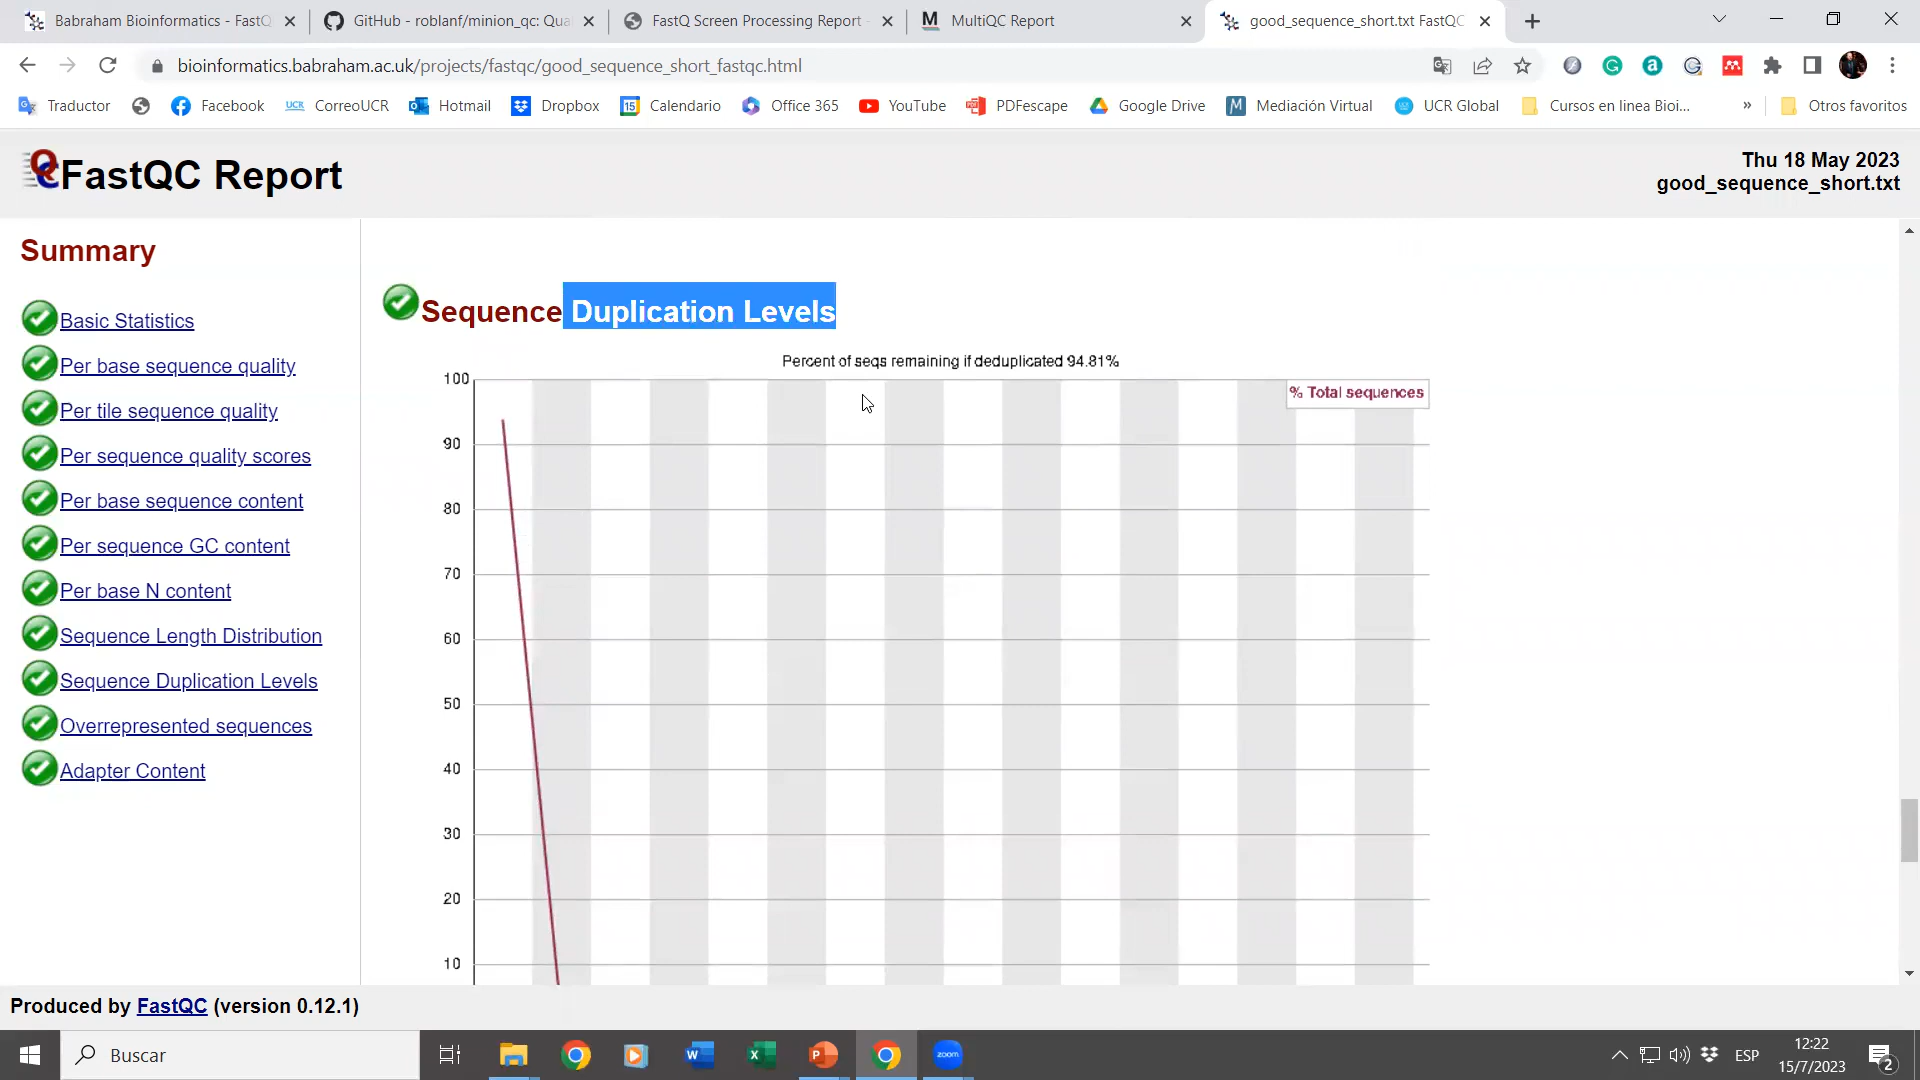 Babraham Bioinformatics - FastQ
GitHub - roblanf/minion_qc: Qua
FastQ Screen Processing Report -
M MultiQC Report
good_sequence_short.txt FastQC
bioinformatics.babraham.ac.uk/projects/fastqc/good_sequence_short_fastqc.html
Traductor
Facebook
UCR CorreoUCR
Hotmail
Dropbox
15 Calendario
Office 365
YouTube
PDFescape
Google Drive
M Mediación Virtual
UCR Global
Cursos en linea Bioi...
»
Otros favoritos
FastQC Report
Thu 18 May 2023
good_sequence_short.txt
Summary
Basic Statistics
Per base sequence quality
Per tile sequence quality
Per sequence quality scores
Per base sequence content
Per sequence GC content
Per base N content
Sequence Length Distribution
Sequence Duplication Levels
Overrepresented sequences
Adapter Content
Sequence Duplication Levels
Percent of seqs remaining if deduplicated 94.81%
% Total sequences
100
90
80
70
60
50
40
30
20
10
Produced by FastQC (version 0.12.1)
Buscar
zoom
ESP
12:22
15/7/2023
2